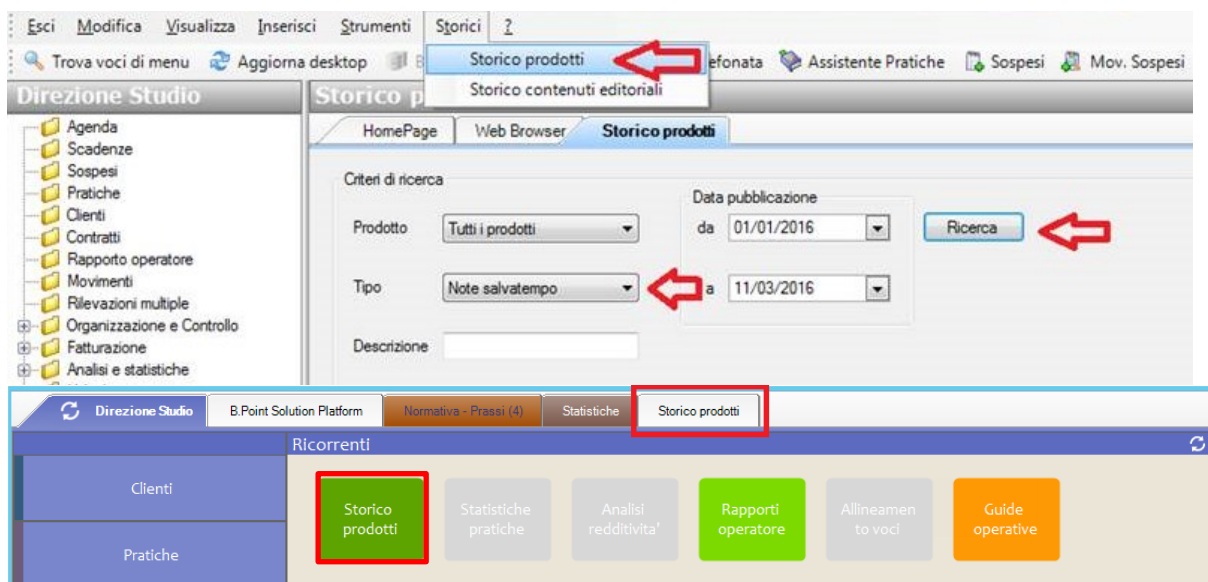 Esci Modifica Visualizza Inserisci Strumenti Storici ?
Storico prodotti
Storico contenuti editoriali
Trova voci di menu Aggiorna desktop efonata Assistente Pratiche Sospesi Mov. Sospesi
Direzione Studio
Storico p
Agenda
Scadenze
Sospesi
Pratiche
Clienti
Contratti
Rapporto operatore
Movimenti
Rilevazioni multiple
Organizzazione e Controllo
Fatturazione
Analisi e statistiche
HomePage Web Browser Storico prodotti
Criteri di ricerca
Data pubblicazione
Prodotto Tutti i prodotti da 01/01/2016 Ricerca
Tipo Note salvatempo a 11/03/2016
Descrizione
Direzione Studio B.Point Solution Platform Normativa - Prassi (4) Statistiche Storico prodotti
Ricorrenti
Clienti
Pratiche
Storico
prodotti
Statistiche
pratiche
Analisi
redditivita'
Rapporti
operatore
Allineamen
to voci
Guide
operative